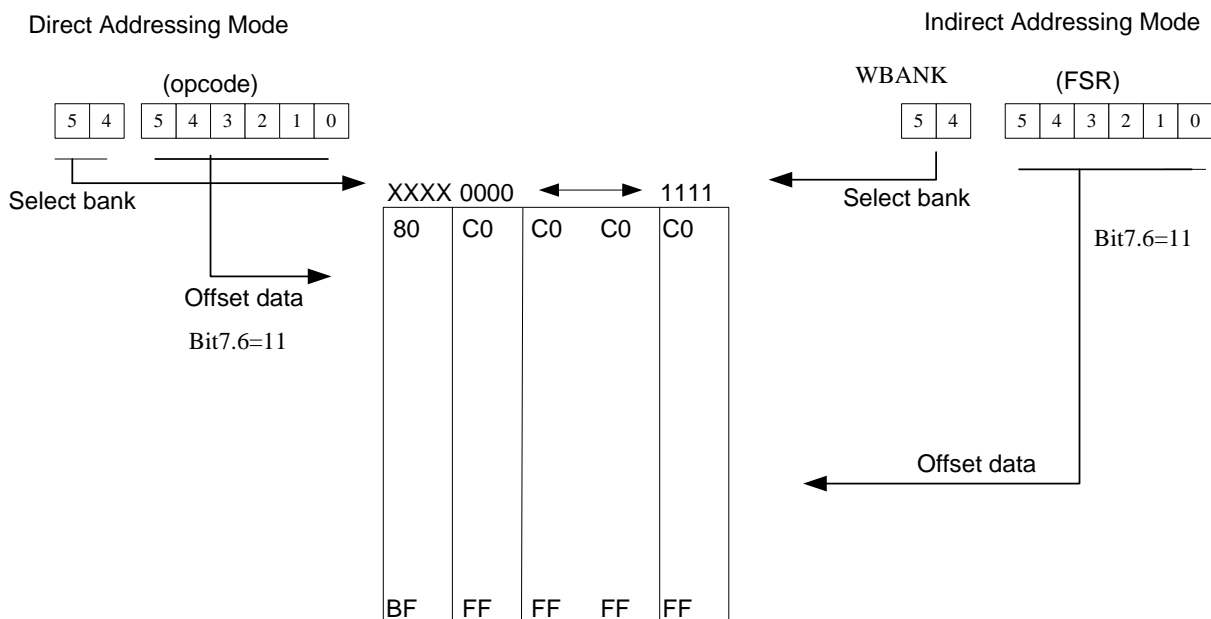 Direct Addressing Mode
Indirect Addressing Mode
(opcode)
WBANK
(FSR)
5 4
5 4 3 2 1 0
5 4
5 4 3 2 1 0
Select bank
Select bank
XXXX 0000 1111
80 C0 C0 C0 C0
Bit7.6=11
Offset data
Bit7.6=11
Offset data
BF FF FF FF FF